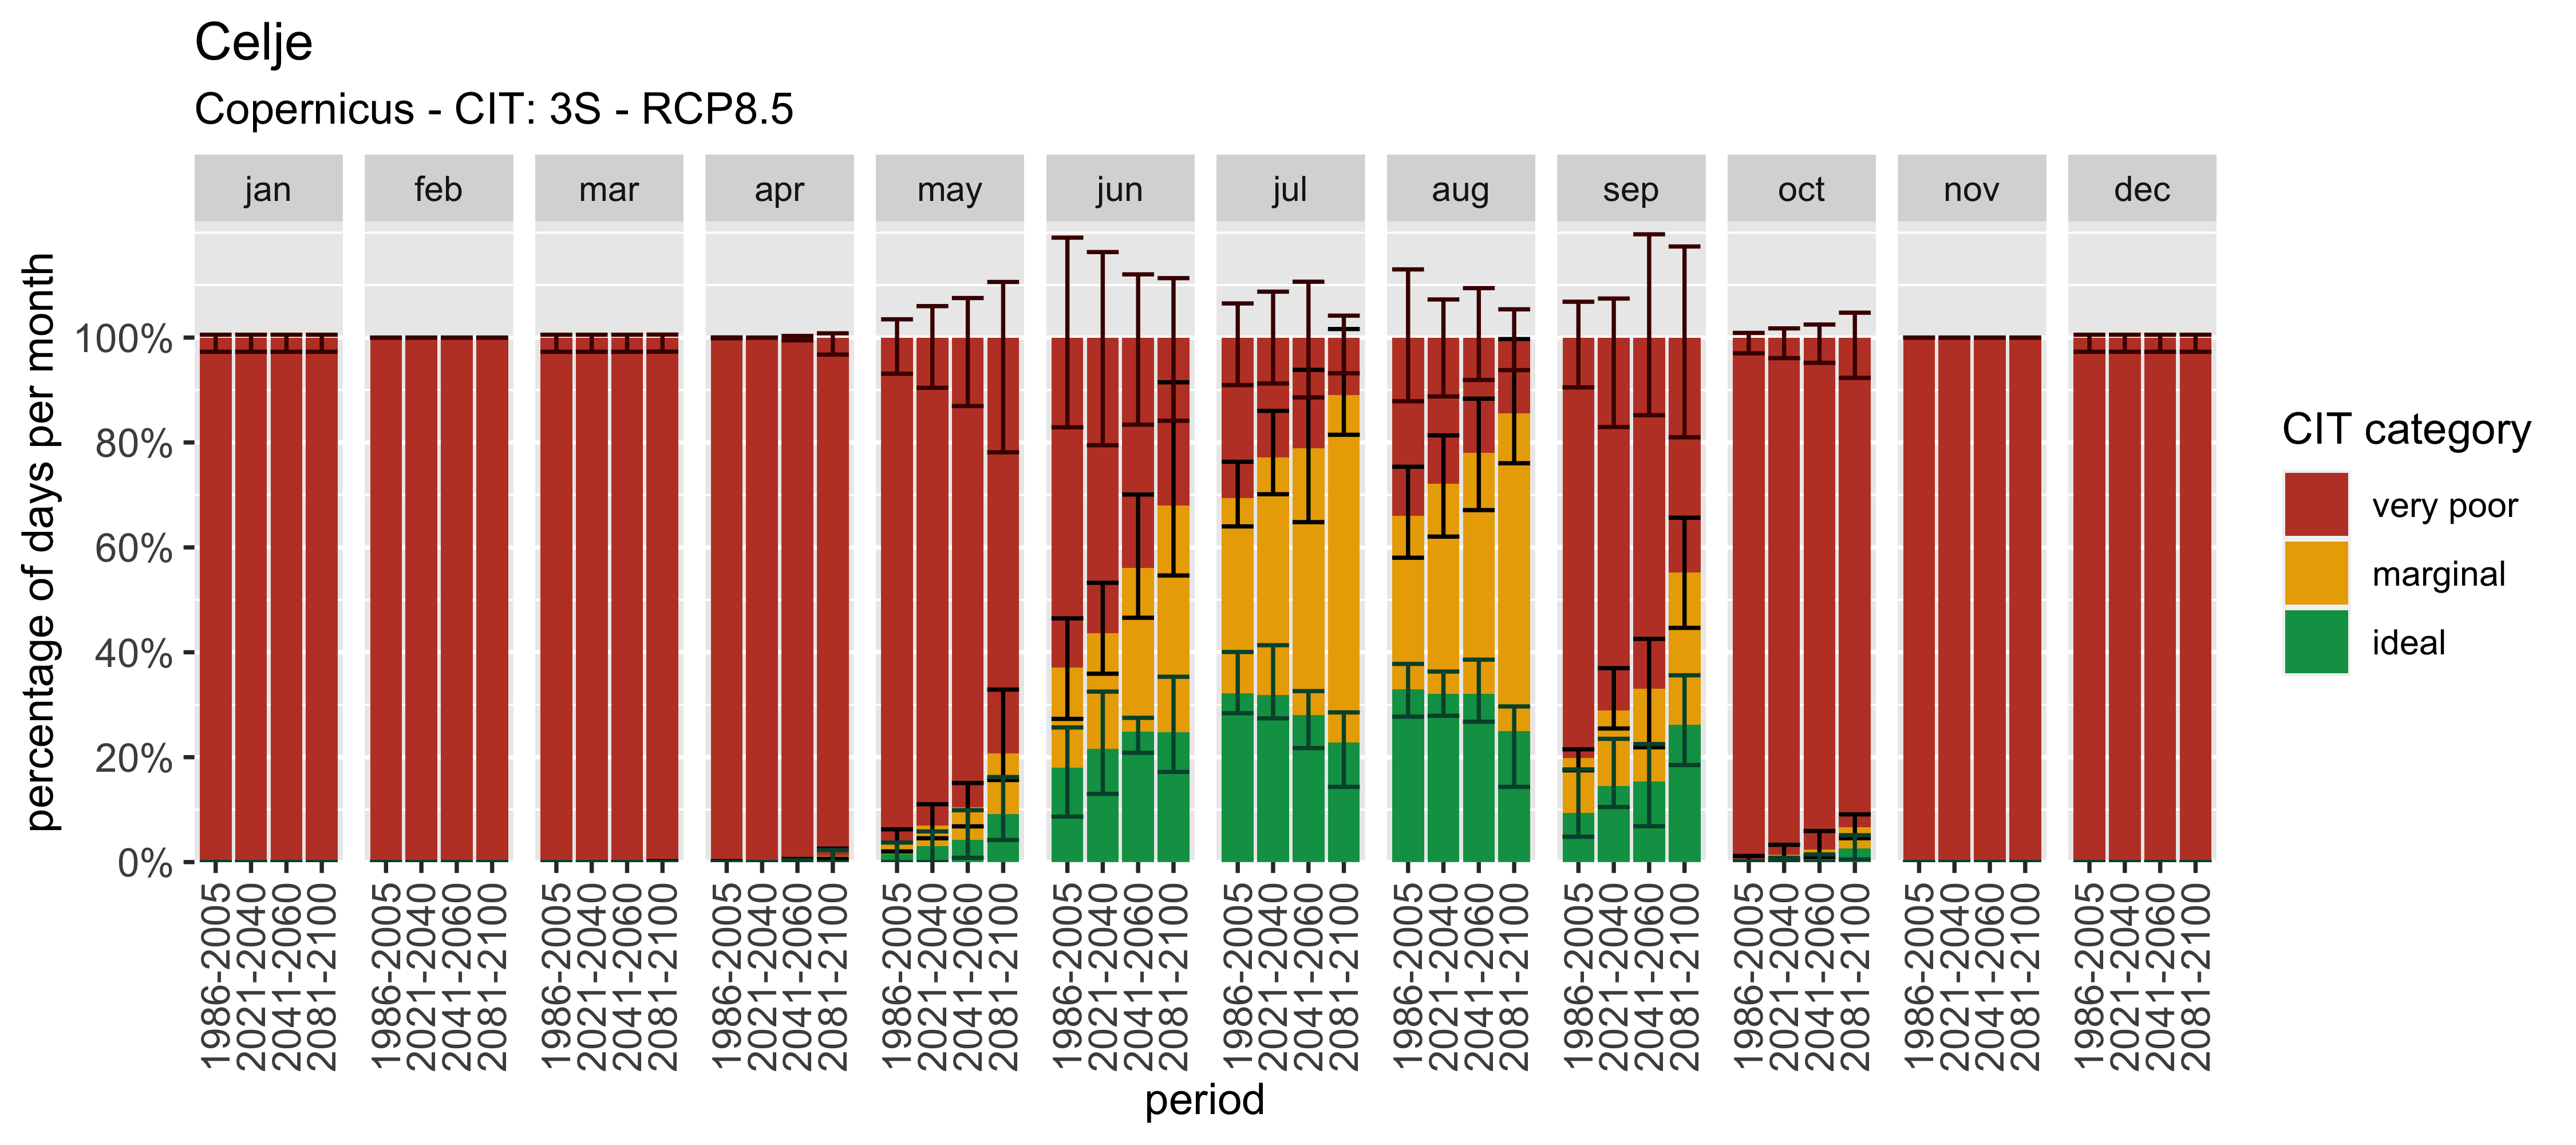 Celje
Copernicus - CIT: 3S - RCP8.5
jan feb mar apr may jun jul aug sep oct nov dec
percentage of days per month
100%
80%
60%
40%
20%
0%
1986-2005 2021-2040 2041-2060 2081-2100 1986-2005 2021-2040 2041-2060 2081-2100 1986-2005 2021-2040 2041-2060 2081-2100 1986-2005 2021-2040 2041-2060 2081-2100 1986-2005 2021-2040 2041-2060 2081-2100 1986-2005 2021-2040 2041-2060 2081-2100 1986-2005 2021-2040 2041-2060 2081-2100 1986-2005 2021-2040 2041-2060 2081-2100 1986-2005 2021-2040 2041-2060 2081-2100 1986-2005 2021-2040 2041-2060 2081-2100 1986-2005 2021-2040 2041-2060 2081-2100 1986-2005 2021-2040 2041-2060 2081-2100
period
CIT category
very poor
marginal
ideal